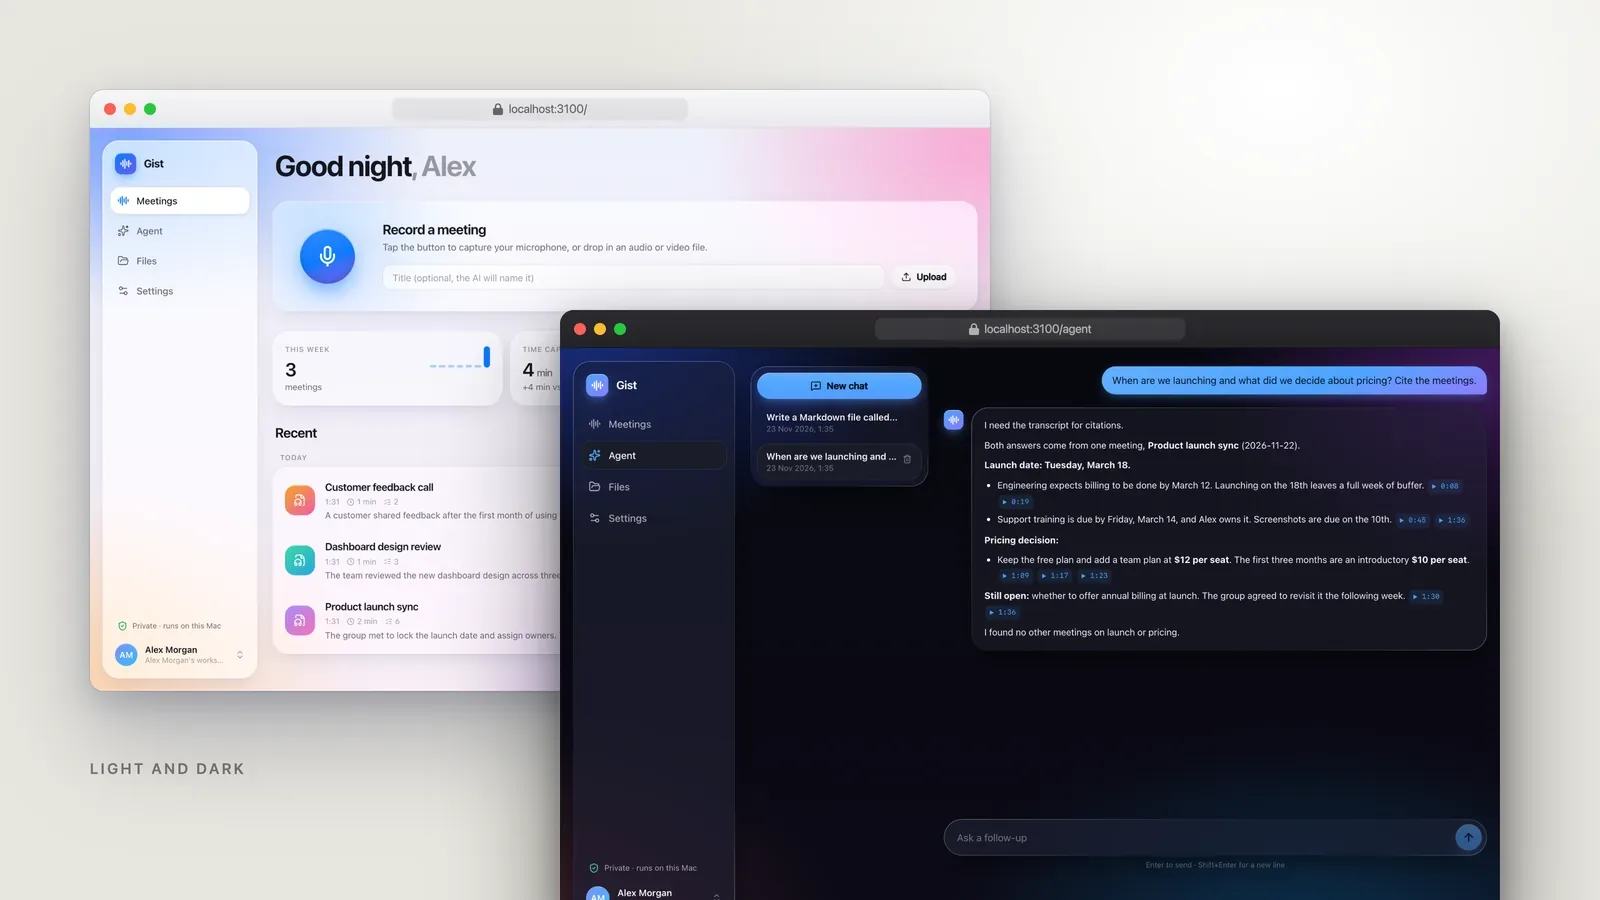 localhost:3100/
Gist
Meetings
Agent
Files
Settings
Private · runs on this Mac
AM
Alex Morgan
Alex Morgan's works...
Good night, Alex
Record a meeting
Tap the button to capture your microphone, or drop in an audio or video file.
Title (optional, the AI will name it)
Upload
THIS WEEK
3
meetings
TIME CAP
4 min
+4 min vs
Recent
TODAY
Customer feedback call
1:31 1 min 2
A customer shared feedback after the first month of using
Dashboard design review
1:31 1 min 3
The team reviewed the new dashboard design across three
Product launch sync
1:31 2 min 6
The group met to lock the launch date and assign owners.
LIGHT AND DARK
localhost:3100/agent
Gist
Meetings
Agent
Files
Settings
Private · runs on this Mac
AM
Alex Morgan
New chat
Write a Markdown file called...
23 Nov 2026, 1:35
When are we launching and ...
23 Nov 2026, 1:35
When are we launching and what did we decide about pricing? Cite the meetings.
I need the transcript for citations.
Both answers come from one meeting, Product launch sync (2026-11-22).
Launch date: Tuesday, March 18.
• Engineering expects billing to be done by March 12. Launching on the 18th leaves a full week of buffer. ▶ 0:08
▶ 0:19
• Support training is due by Friday, March 14, and Alex owns it. Screenshots are due on the 10th. ▶ 0:45 ▶ 1:36
Pricing decision:
• Keep the free plan and add a team plan at $12 per seat. The first three months are an introductory $10 per seat.
▶ 1:09 ▶ 1:17 ▶ 1:23
Still open: whether to offer annual billing at launch. The group agreed to revisit it the following week. ▶ 1:30
▶ 1:36
I found no other meetings on launch or pricing.
Ask a follow-up
Enter to send · Shift+Enter for a new line